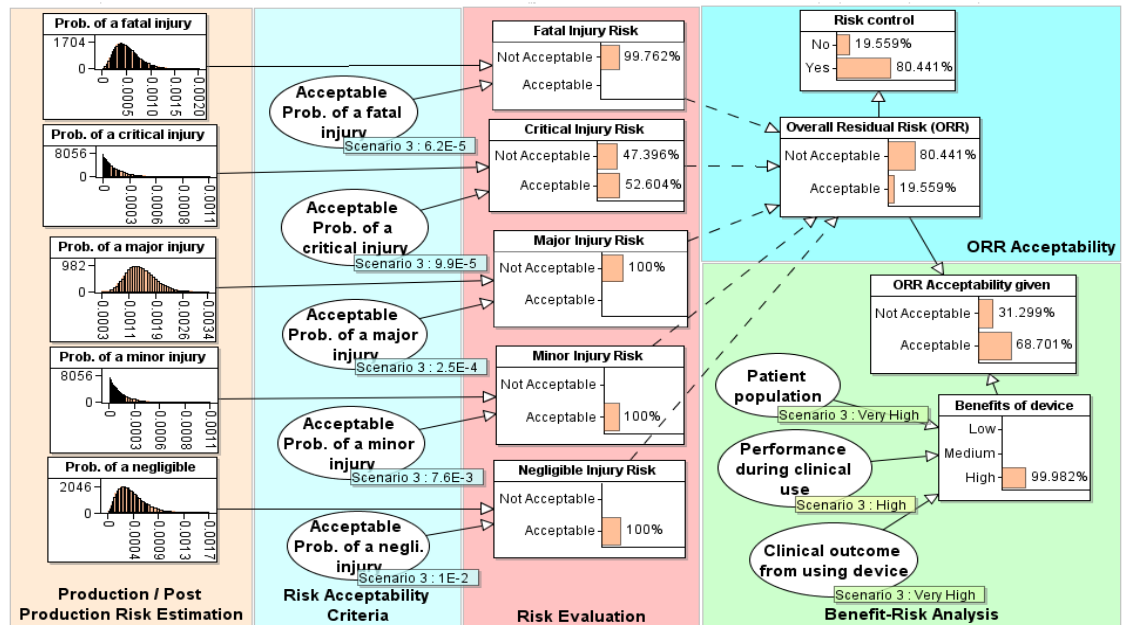 Prob. of a fatal injury
1704
0
0
0.0005
0.0010
0.0015
0.0020
Prob. of a critical injury
8056
0
0.0003
0.0006
0.0008
0.0011
Prob. of a major injury
982
0
0.0003
0.0011
0.0019
0.0026
0.0034
Prob. of a minor injury
8056
0
0
0.0003
0.0006
0.0008
0.0011
Prob. of a negligible
2046
0
0
0.0004
0.0009
0.0013
0.0017
Production / Post
Production Risk Estimation
Acceptable
Prob. of a fatal
injury
Scenario 3 : 6.2E-5
Acceptable
Prob. of a
critical injury
Scenario 3 : 9.9E-5
Acceptable
Prob. of a major
injury
Scenario 3 : 2.5E-4
Acceptable
Prob. of a minor
injury
Scenario 3 : 7.6E-3
Acceptable
Prob. of a negli.
injury
Scenario 3 : 1E-2
Risk Acceptability
Criteria
Fatal Injury Risk
Not Acceptable
99.762%
Acceptable
Critical Injury Risk
Not Acceptable
47.396%
Acceptable
52.604%
Major Injury Risk
Not Acceptable
100%
Acceptable
Minor Injury Risk
Not Acceptable
Acceptable
100%
Negligible Injury Risk
Not Acceptable
Acceptable
100%
Risk Evaluation
Risk control
No
19.559%
Yes
80.441%
Overall Residual Risk (ORR)
Not Acceptable
80.441%
Acceptable
19.559%
ORR Acceptability
ORR Acceptability given
Not Acceptable
31.299%
Acceptable
68.701%
Patient
population
Scenario 3 : Very High
Benefits of device
Low
Medium
High
99.982%
Performance
during clinical
use
Scenario 3 : High
Clinical outcome
from using device
Scenario 3 : Very High
Benefit-Risk Analysis